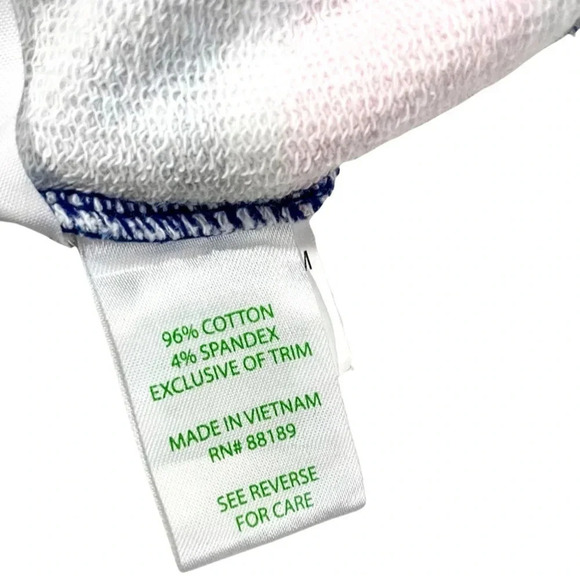 96% COTTON
4% SPANDEX
EXCLUSIVE OF TRIM
MADE IN VIETNAM
RN# 88189
SEE REVERSE
FOR CARE